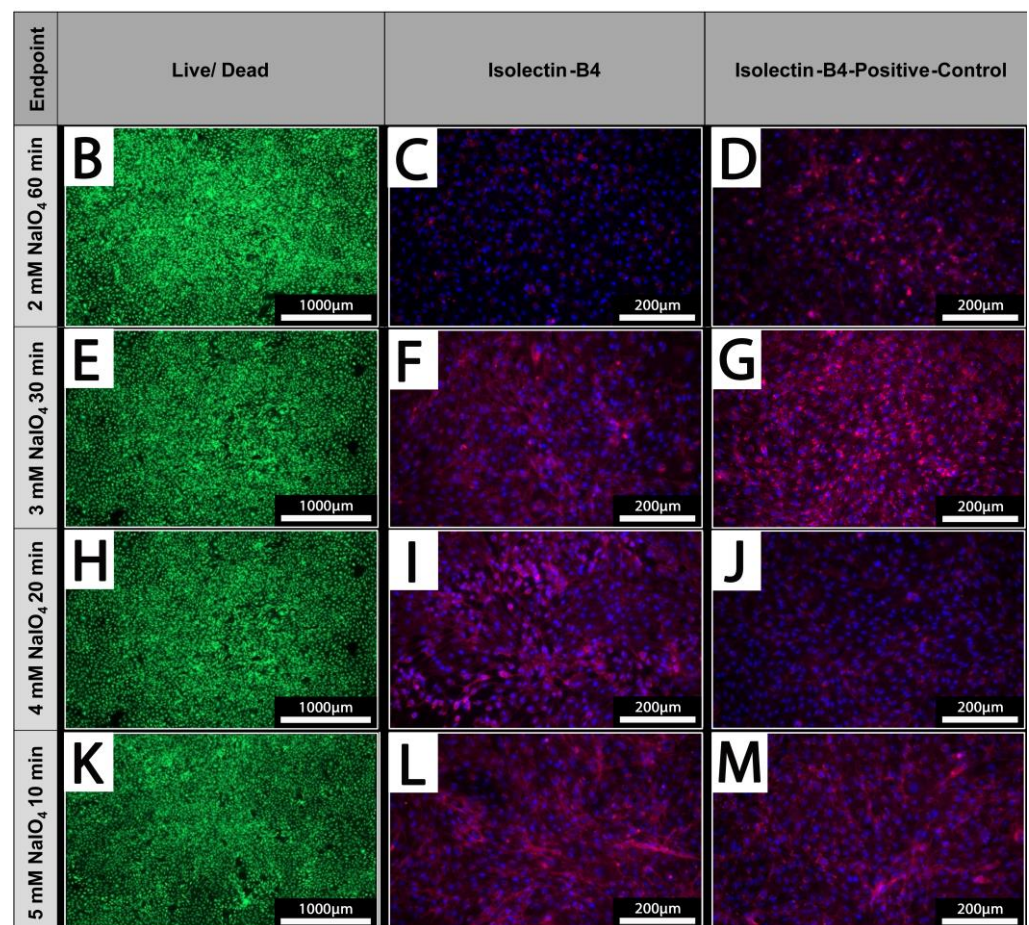 Endpoint
Live/ Dead
Isolectin-B4
Isolectin-B4-Positive-Control
2 mM NaIO₄ 60 min
B
1000µm
C
200µm
D
200µm
3 mM NaIO₄ 30 min
E
1000µm
F
200µm
G
200µm
4 mM NaIO₄ 20 min
H
1000µm
I
200µm
J
200µm
5 mM NaIO₄ 10 min
K
1000µm
L
200µm
M
200µm